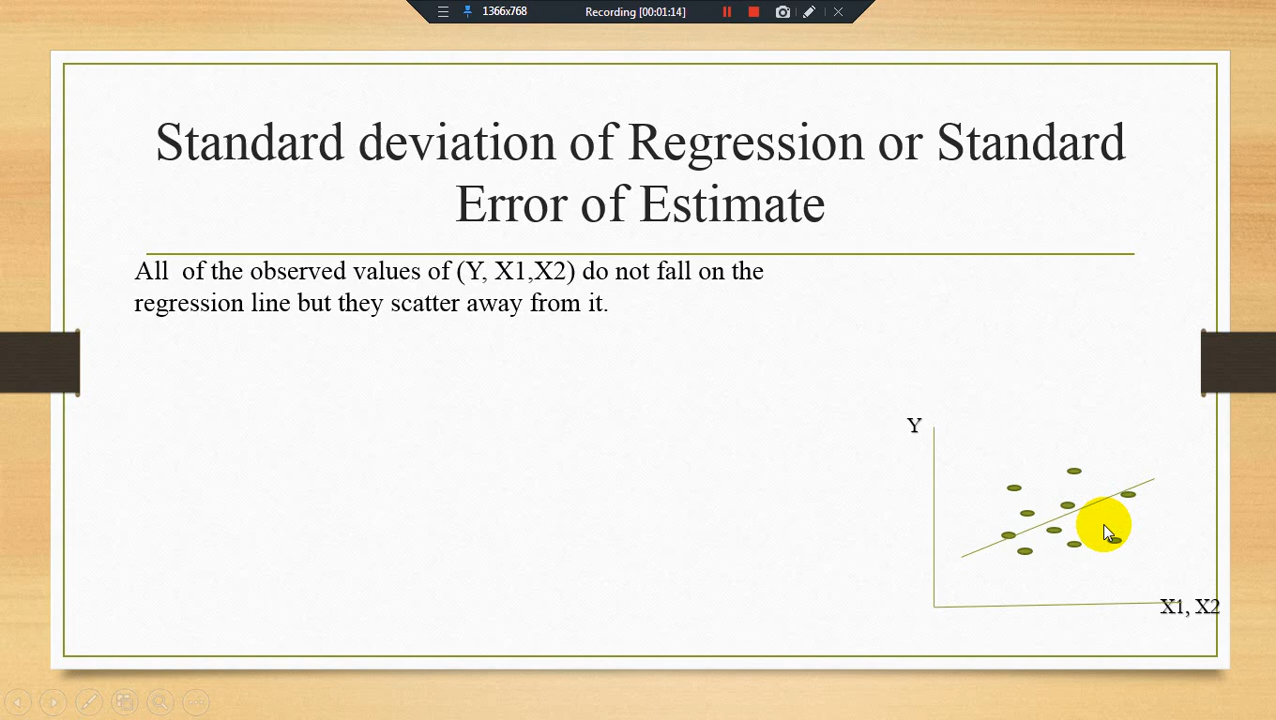 1366x768
Recording [00:01:14]
Standard deviation of Regression or Standard
Error of Estimate
All of the observed values of (Y, X1,X2) do not fall on the
regression line but they scatter away from it.
Y
X1, X2